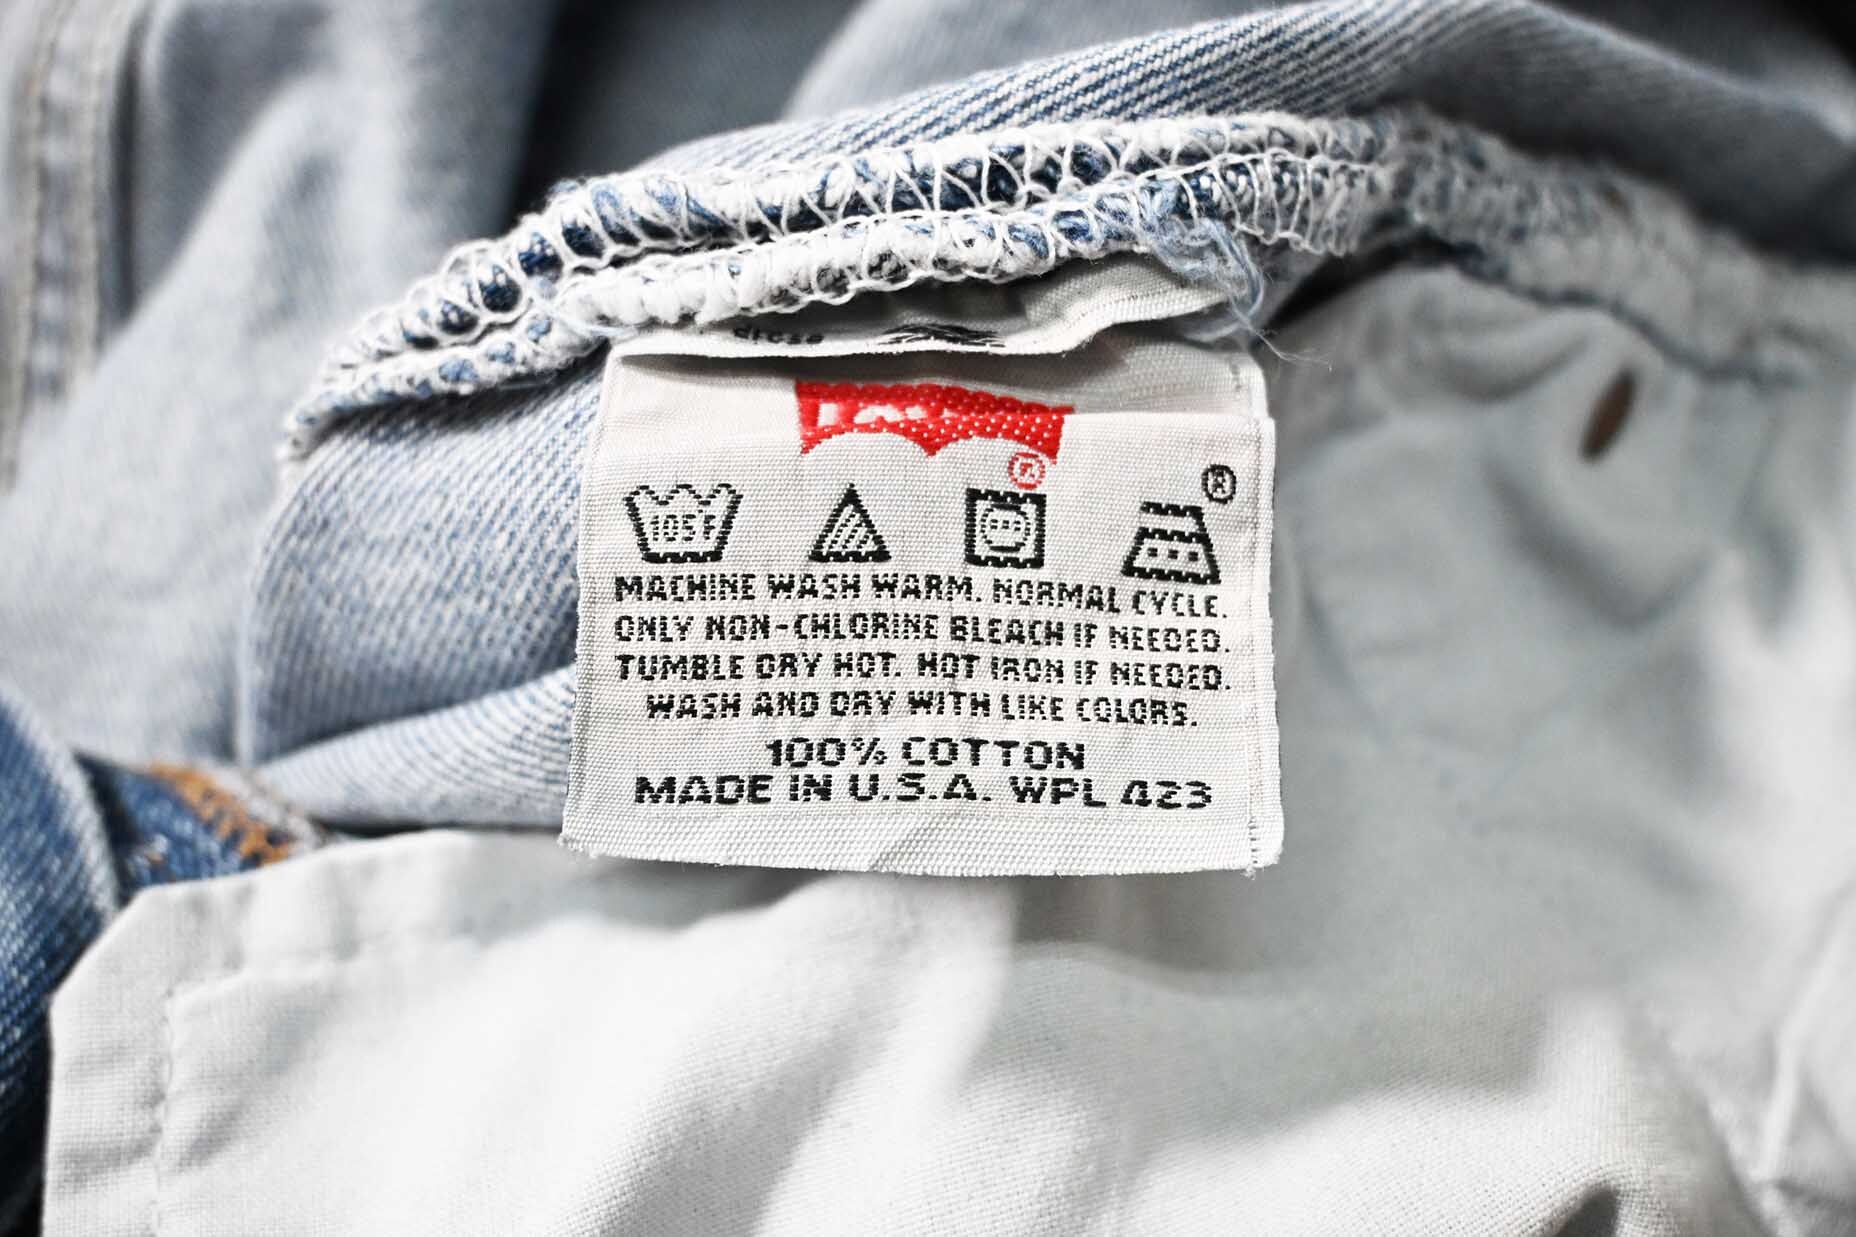 ®
105F
®
MACHINE WASH WARM. NORMAL CYCLE.
ONLY NON-CHLORINE BLEACH IF NEEDED.
TUMBLE DRY HOT. HOT IRON IF NEEDED.
WASH AND DRY WITH LIKE COLORS.
100% COTTON
MADE IN U.S.A. WPL 423